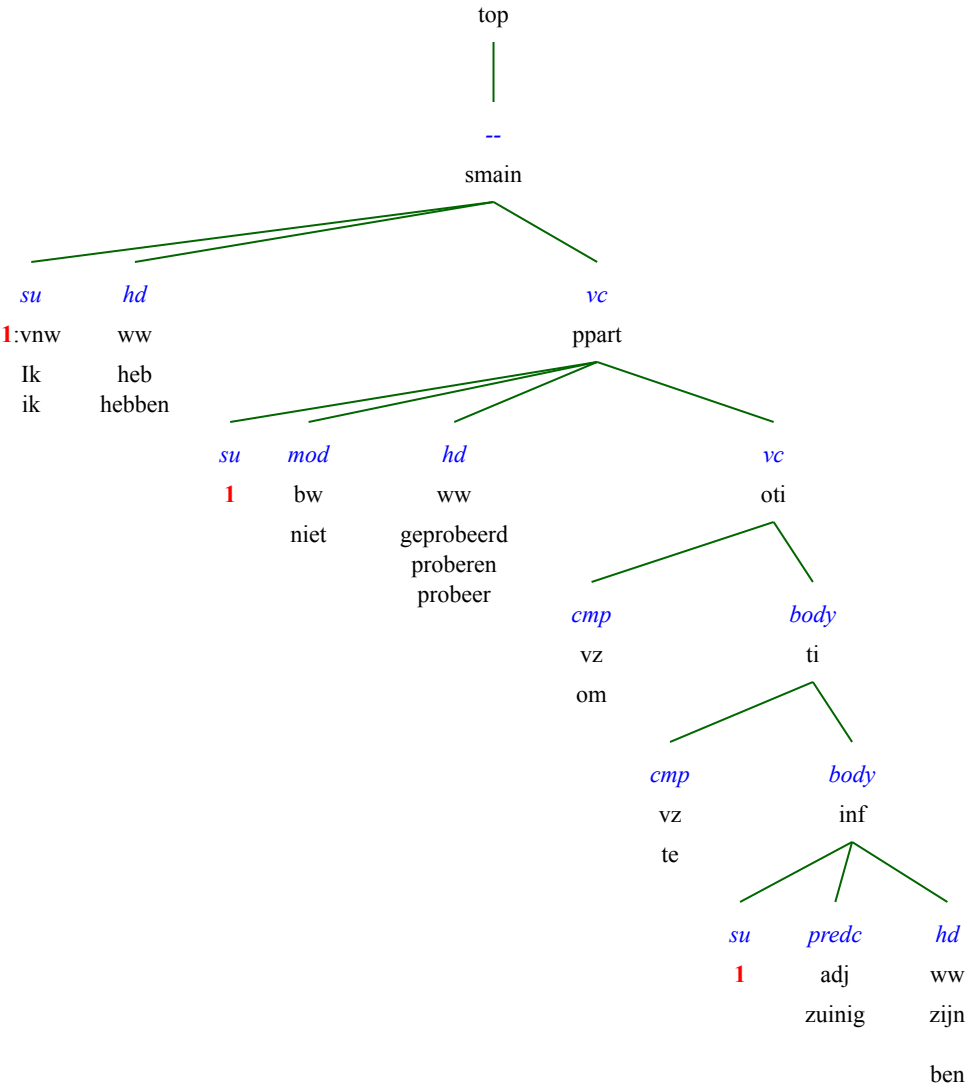 top
--
smain
su hd vc
1:vnw ww ppart
Ik heb
ik hebben
su mod hd vc
1 bw ww oti
niet geprobeerd
proberen
probeer
cmp body
vz ti
om
cmp body
vz inf
te
su predc hd
1 adj ww
zuinig zijn
ben